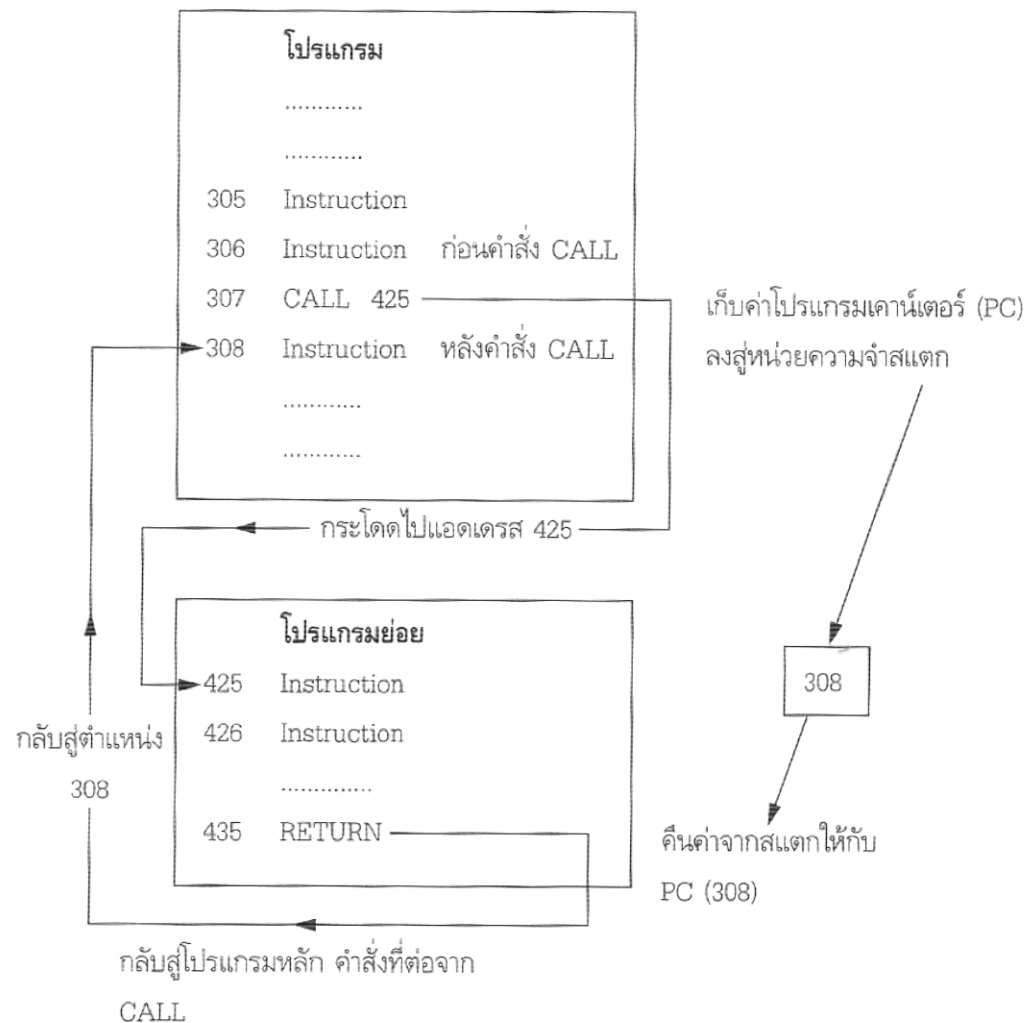 โปรแกรม
............
............
305 Instruction
306 Instruction ก่อนคำสั่ง CALL
307 CALL 425
308 Instruction หลังคำสั่ง CALL
............
............
เก็บค่าโปรแกรมเคาน์เตอร์ (PC)
ลงสู่หน่วยความจำสแตก
กระโดดไปแอดเดรส 425
โปรแกรมย่อย
425 Instruction
426 Instruction
..............
435 RETURN
308
กลับสู่ตำแหน่ง
308
คืนค่าจากสแตกให้กับ
PC (308)
กลับสู่โปรแกรมหลัก คำสั่งที่ต่อจาก
CALL